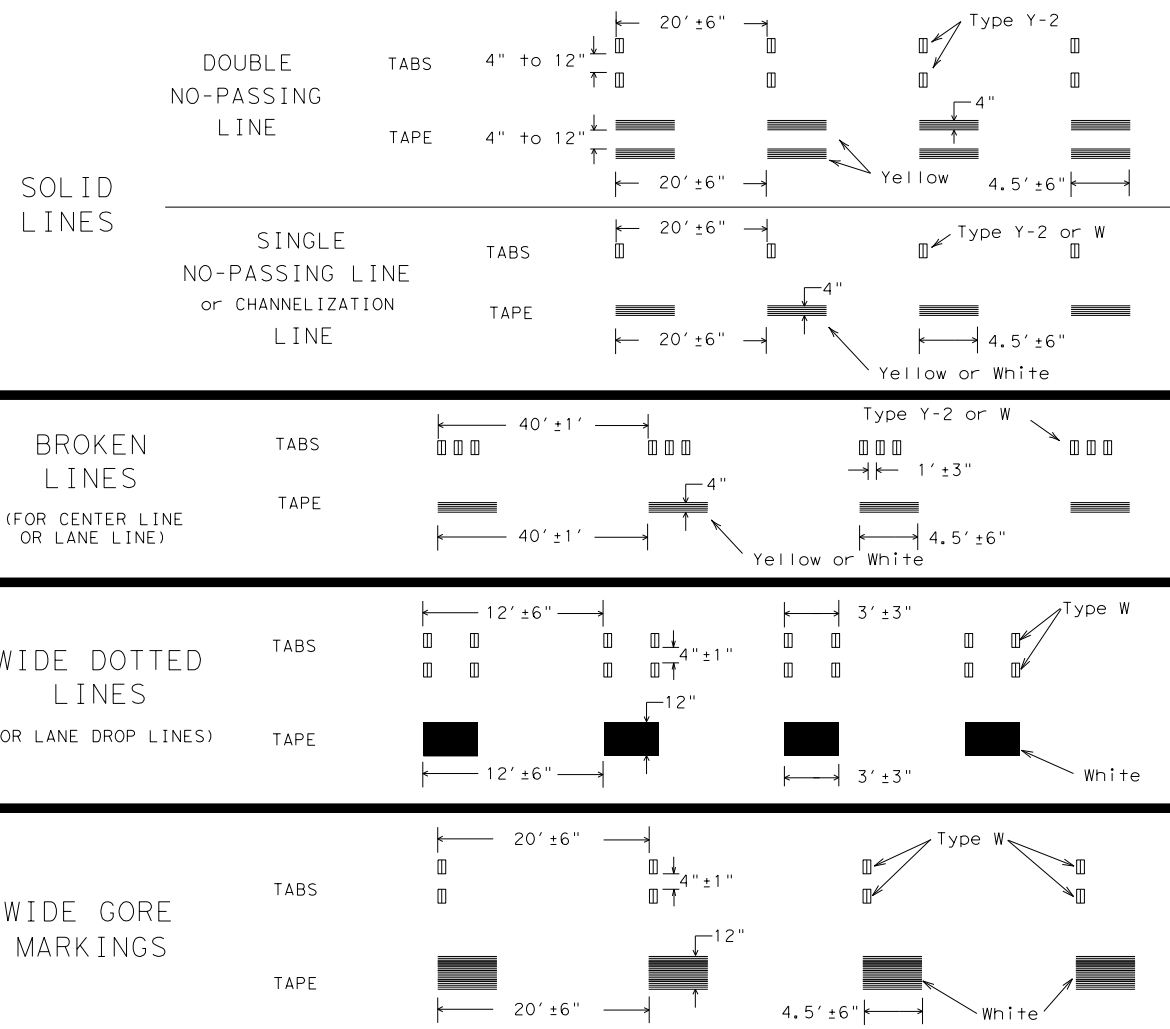 SOLID
LINES
DOUBLE
NO-PASSING
LINE
TABS
4" to 12"
20'±6"
Type Y-2
TAPE
4" to 12"
4"
20'±6"
Yellow
4.5'±6"
SINGLE
NO-PASSING LINE
or CHANNELIZATION
LINE
TABS
20'±6"
Type Y-2 or W
TAPE
4"
20'±6"
4.5'±6"
Yellow or White
BROKEN
LINES
(FOR CENTER LINE
OR LANE LINE)
TABS
40'±1'
Type Y-2 or W
1'±3"
TAPE
4"
40'±1'
4.5'±6"
Yellow or White
WIDE DOTTED
LINES
OR LANE DROP LINES)
TABS
12'±6"
3'±3"
Type W
4"±1"
TAPE
12"
12'±6"
3'±3"
White
WIDE GORE
MARKINGS
TABS
20'±6"
Type W
4"±1"
TAPE
12"
20'±6"
4.5'±6"
White